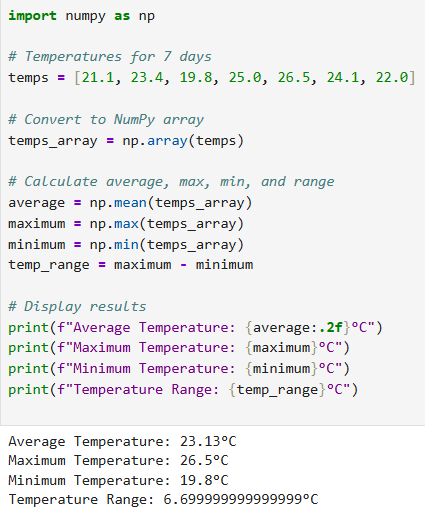 import numpy as np

# Temperatures for 7 days
temps = [21.1, 23.4, 19.8, 25.0, 26.5, 24.1, 22.0]

# Convert to NumPy array
temps_array = np.array(temps)

# Calculate average, max, min, and range
average = np.mean(temps_array)
maximum = np.max(temps_array)
minimum = np.min(temps_array)
temp_range = maximum - minimum

# Display results
print(f"Average Temperature: {average:.2f}°C")
print(f"Maximum Temperature: {maximum}°C")
print(f"Minimum Temperature: {minimum}°C")
print(f"Temperature Range: {temp_range}°C")

Average Temperature: 23.13°C
Maximum Temperature: 26.5°C
Minimum Temperature: 19.8°C
Temperature Range: 6.699999999999999°C